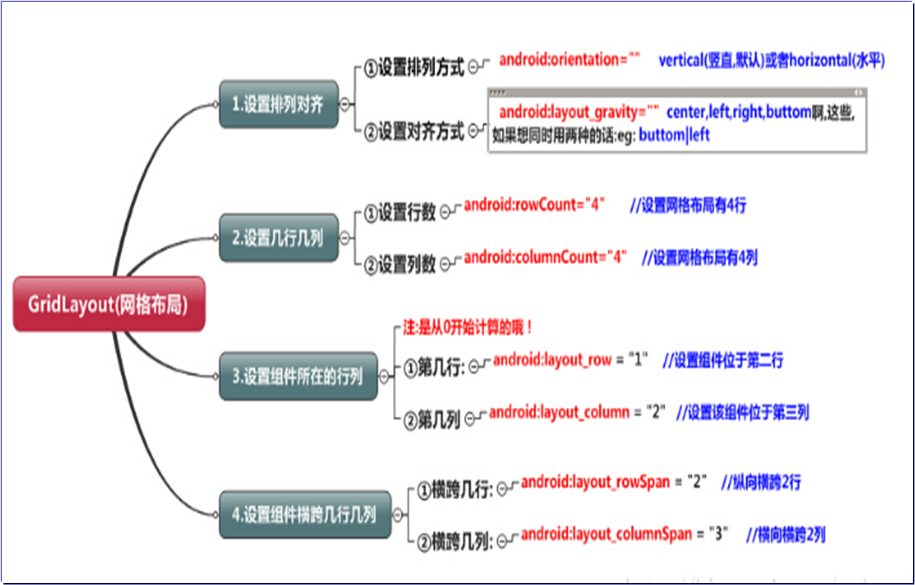 GridLayout(网格布局)
1.设置排列对齐
①设置排列方式 android:orientation="" vertical(竖直,默认)或者horizontal(水平)
②设置对齐方式 android:layout_gravity="" center,left,right,buttom啊,这些,
如果想同时用两种的话:eg: buttom|left
2.设置几行几列
①设置行数 android:rowCount="4" //设置网格布局有4行
②设置列数 android:columnCount="4" //设置网格布局有4列
3.设置组件所在的行列
注:是从0开始计算的哦！
①第几行: android:layout_row = "1" //设置组件位于第二行
②第几列 android:layout_column = "2" //设置该组件位于第三列
4.设置组件横跨几行几列
①横跨几行: android:layout_rowSpan = "2" //纵向横跨2行
②横跨几列: android:layout_columnSpan = "3" //横向横跨2列